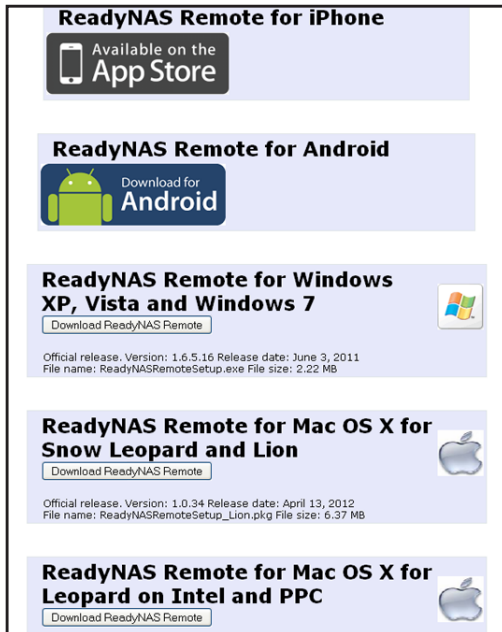 ReadyNAS Remote for iPhone
Available on the
App Store
ReadyNAS Remote for Android
Download for
Android
ReadyNAS Remote for Windows
XP, Vista and Windows 7
Download ReadyNAS Remote
Official release. Version: 1.6.5.16 Release date: June 3, 2011
File name: ReadyNASRemoteSetup.exe File size: 2.22 MB
ReadyNAS Remote for Mac OS X for
Snow Leopard and Lion
Download ReadyNAS Remote
Official release. Version: 1.0.34 Release date: April 13, 2012
File name: ReadyNASRemoteSetup_Lion.pkg File size: 6.37 MB
ReadyNAS Remote for Mac OS X for
Leopard on Intel and PPC
Download ReadyNAS Remote